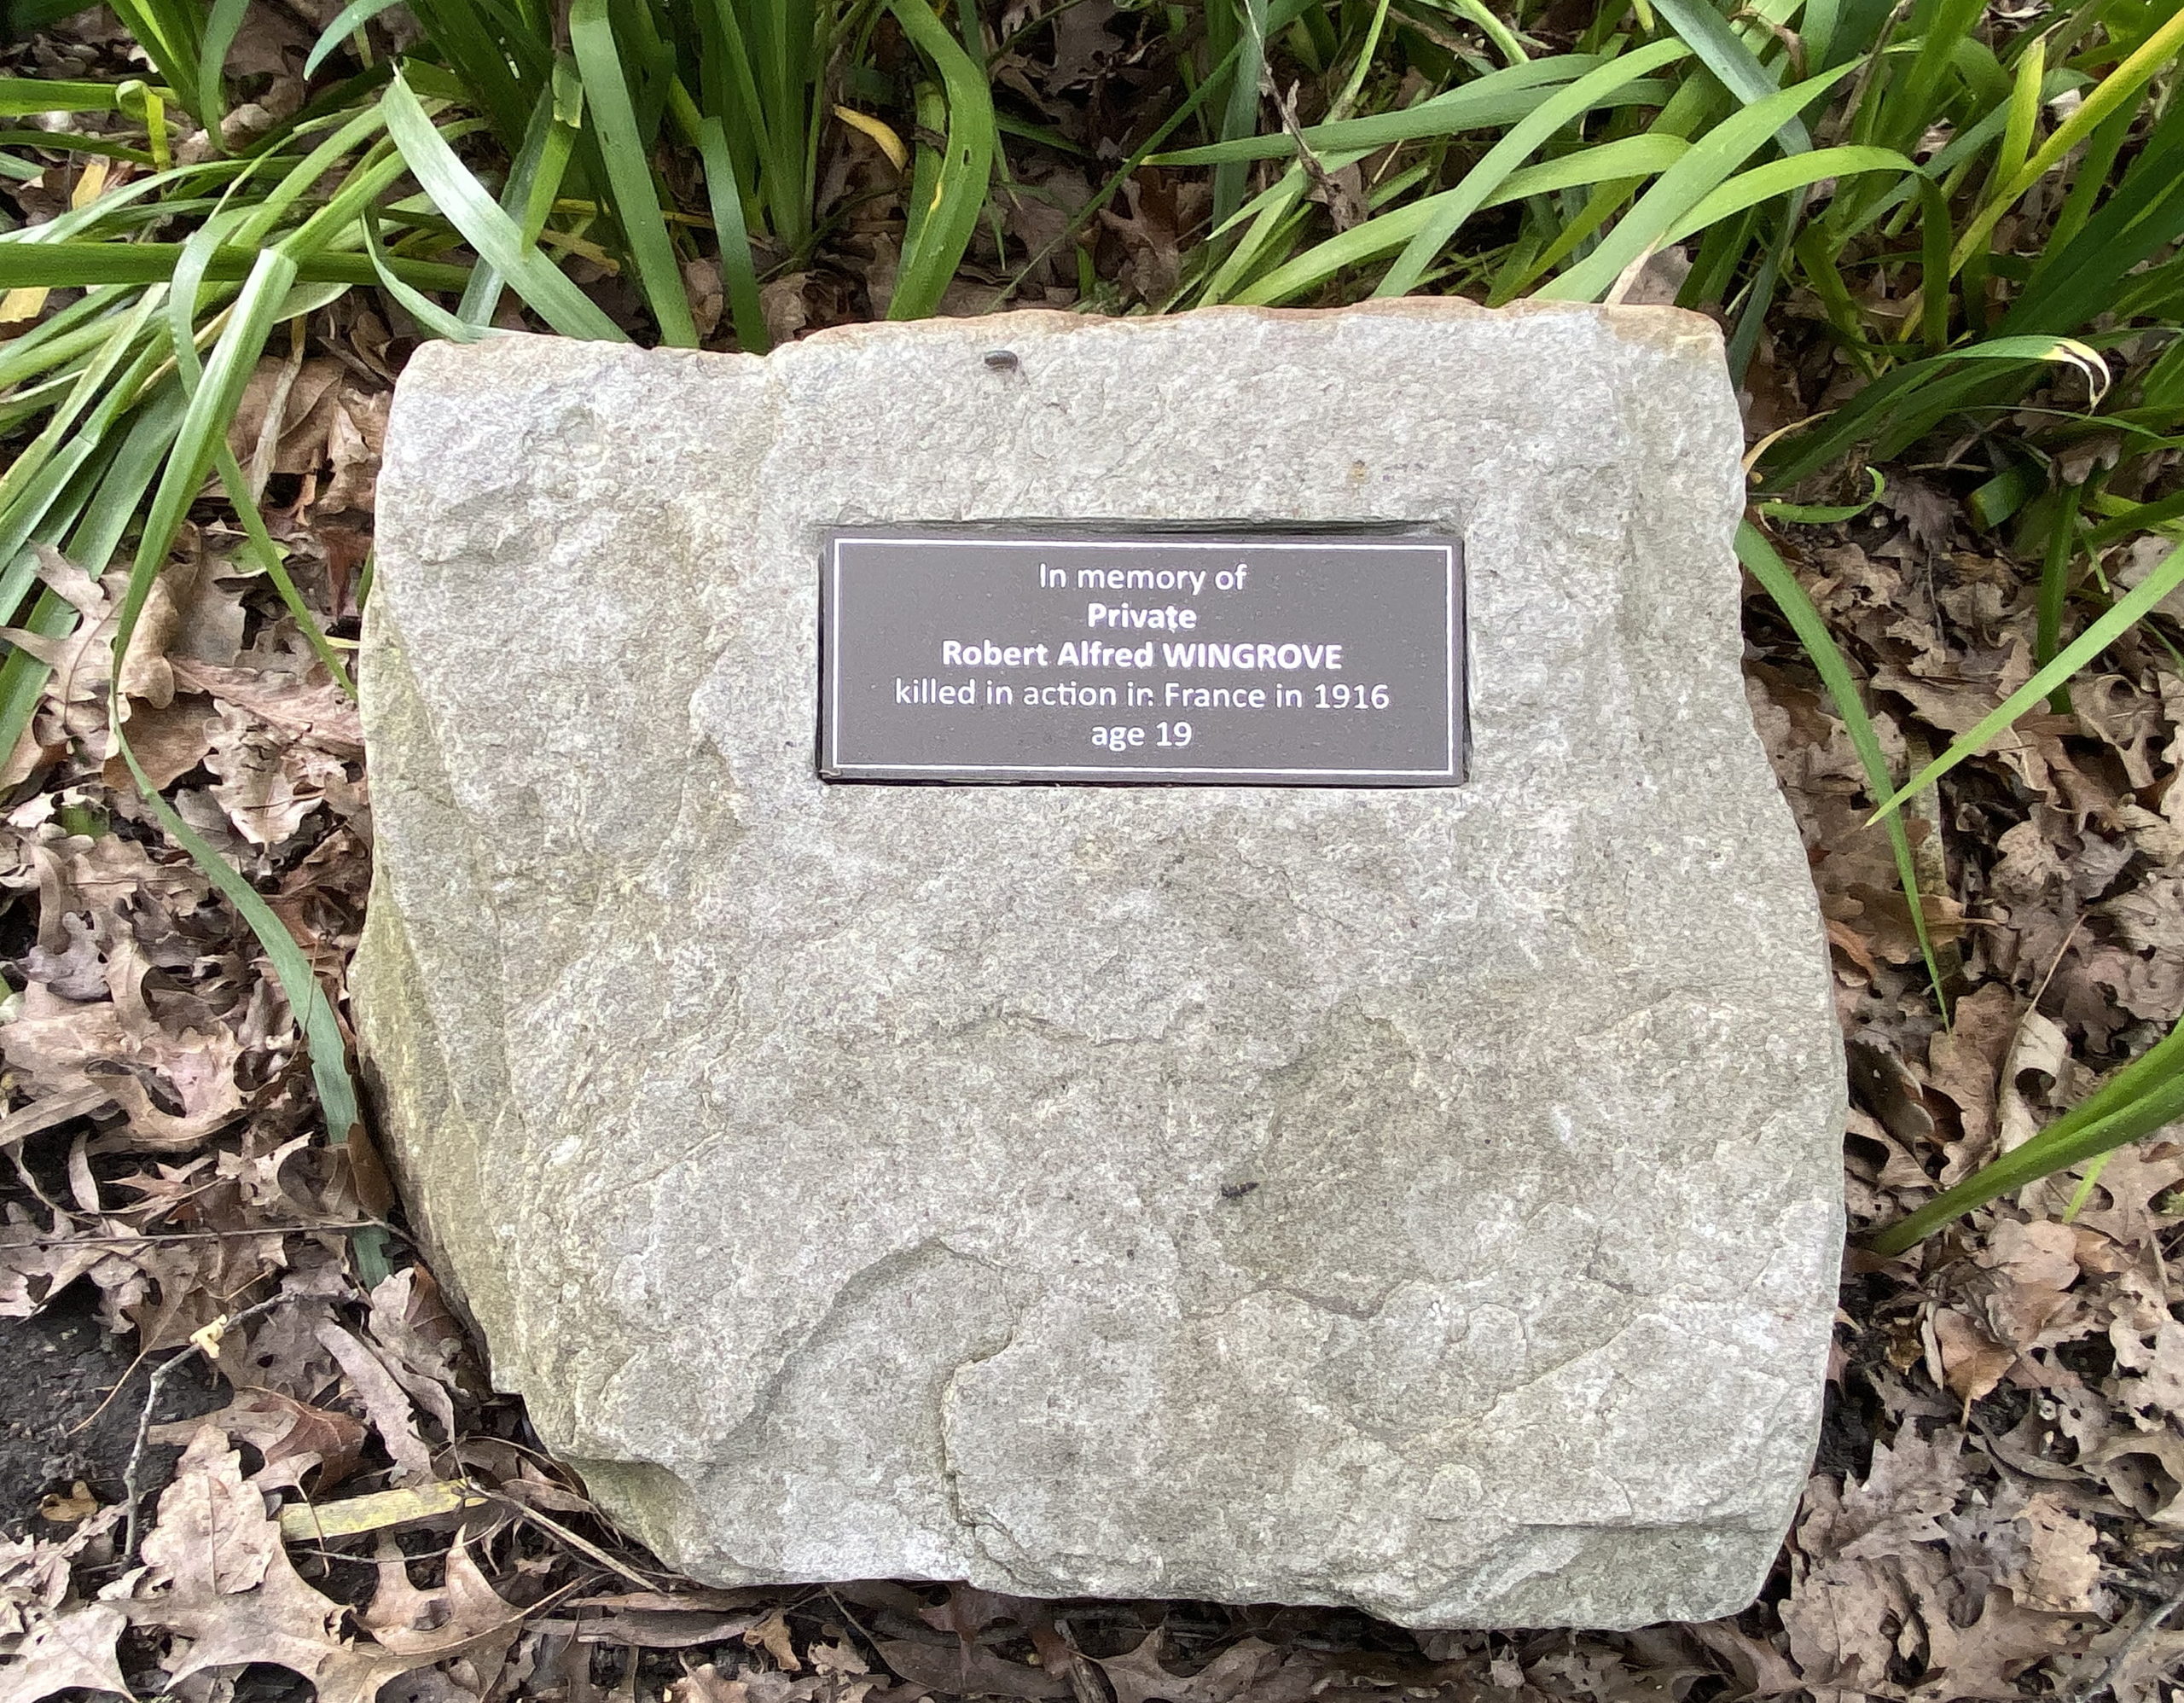 In memory of
Private
Robert Alfred WINGROVE
killed in action in France in 1916
age 19